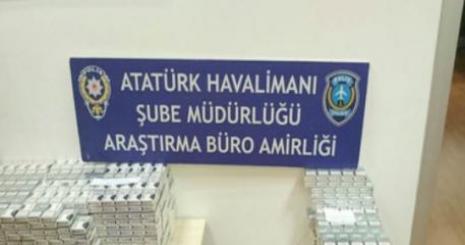 ATATÜRK HAVALİMANI
ŞUBE MÜDÜRLÜĞÜ
ARAŞTIRMA BÜRO AMİRLİĞİ